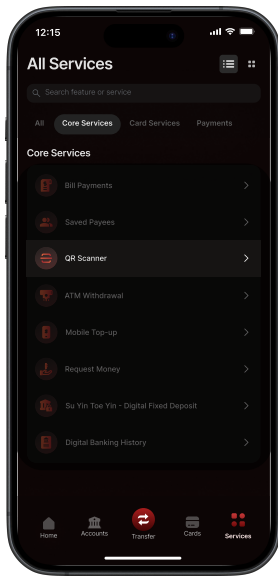 12:15
All Services
Search feature or service
All Core Services Card Services Payments
Core Services
Bill Payments
Saved Payees
QR Scanner
ATM Withdrawal
Mobile Top-up
Request Money
Su Yin Toe Yin - Digital Fixed Deposit
Digital Banking History
Home Accounts Transfer Cards Services